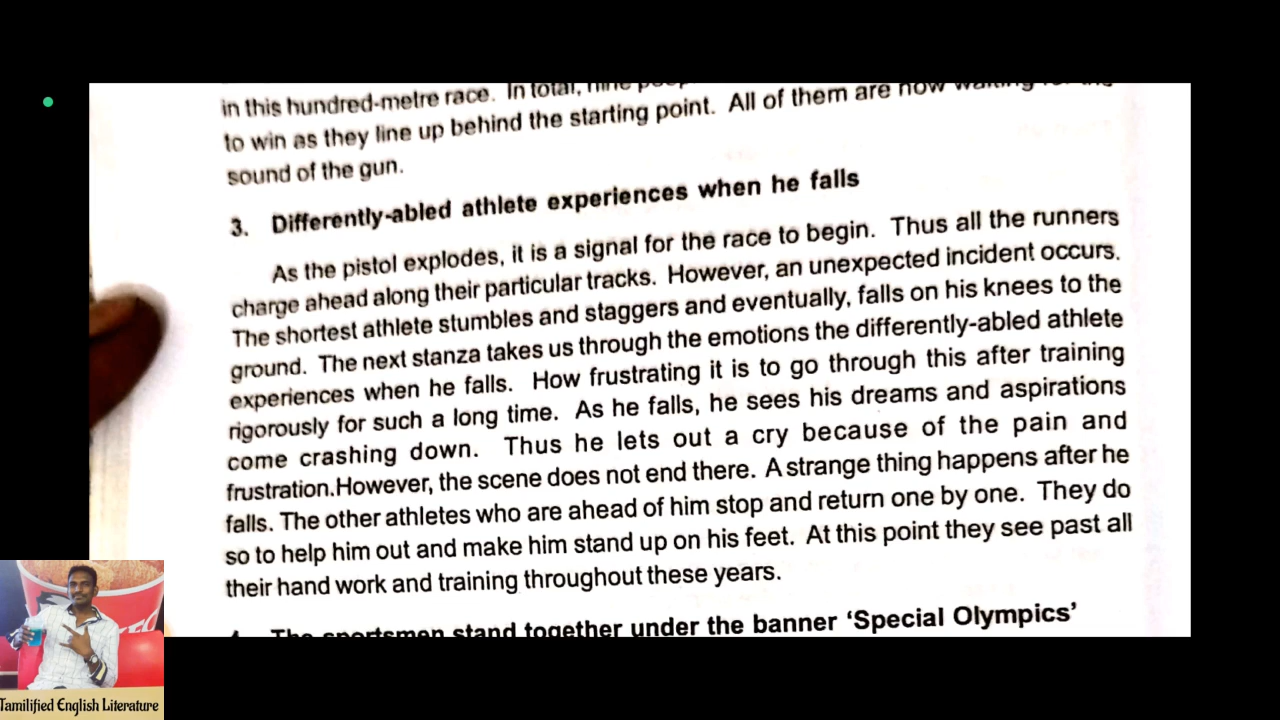 in this hundred-metre race. In total, nine
to win as they line up behind the starting point. All of them are now waiting for the
sound of the gun.
3. Differently-abled athlete experiences when he falls
As the pistol explodes, it is a signal for the race to begin. Thus all the runners
charge ahead along their particular tracks. However, an unexpected incident occurs.
The shortest athlete stumbles and staggers and eventually, falls on his knees to the
ground. The next stanza takes us through the emotions the differently-abled athlete
experiences when he falls. How frustrating it is to go through this after training
rigorously for such a long time. As he falls, he sees his dreams and aspirations
come crashing down. Thus he lets out a cry because of the pain and
frustration.However, the scene does not end there. A strange thing happens after he
falls. The other athletes who are ahead of him stop and return one by one. They do
so to help him out and make him stand up on his feet. At this point they see past all
their hand work and training throughout these years.
4. The sportsmen stand together under the banner ‘Special Olympics’
Tamilified English Literature